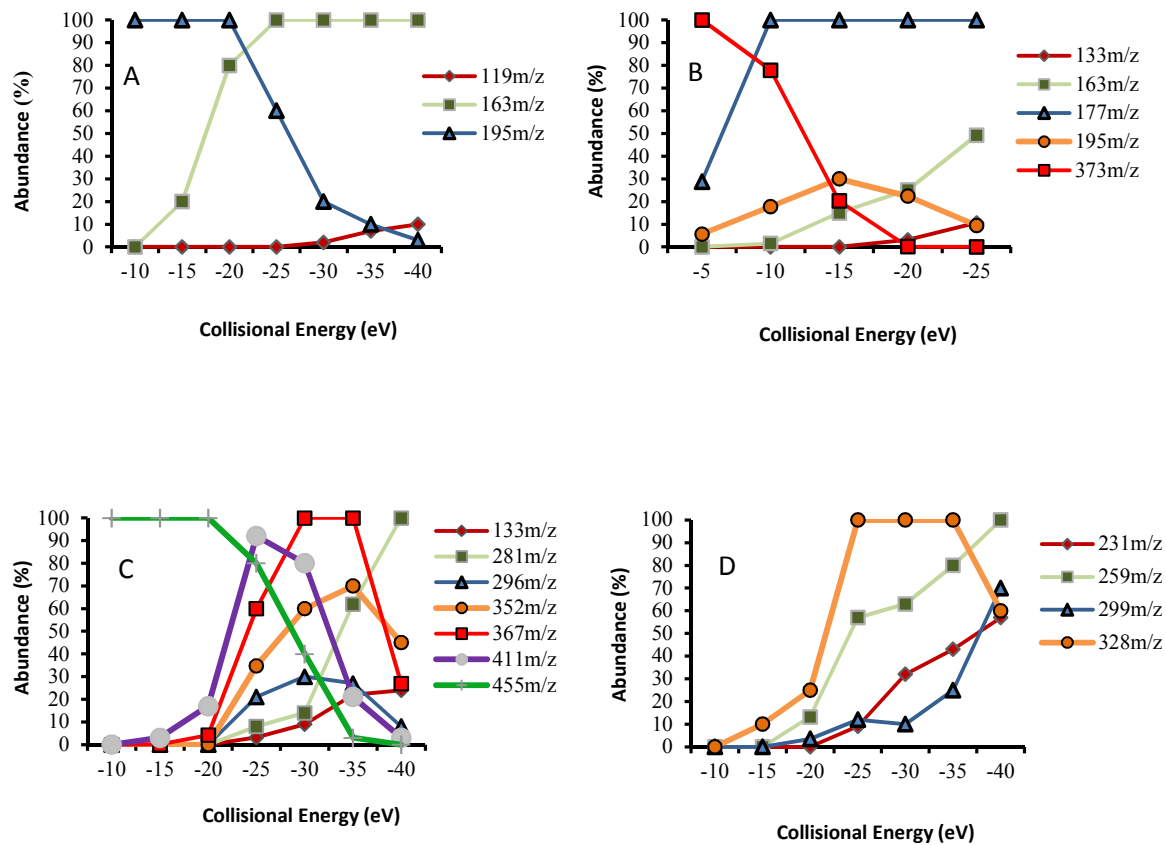 100
90
80
70
60
50
40
30
20
10
0
Abundance (%)
A
-10 -15 -20 -25 -30 -35 -40
Collisional Energy (eV)
119m/z
163m/z
195m/z
100
90
80
70
60
50
40
30
20
10
0
Abundance (%)
B
-5 -10 -15 -20 -25
Collisional Energy (eV)
133m/z
163m/z
177m/z
195m/z
373m/z
100
90
80
70
60
50
40
30
20
10
0
Abundance (%)
C
-10 -15 -20 -25 -30 -35 -40
Collisional Energy (eV)
133m/z
281m/z
296m/z
352m/z
367m/z
411m/z
455m/z
100
90
80
70
60
50
40
30
20
10
0
Abundance (%)
D
-10 -15 -20 -25 -30 -35 -40
Collisional Energy (eV)
231m/z
259m/z
299m/z
328m/z